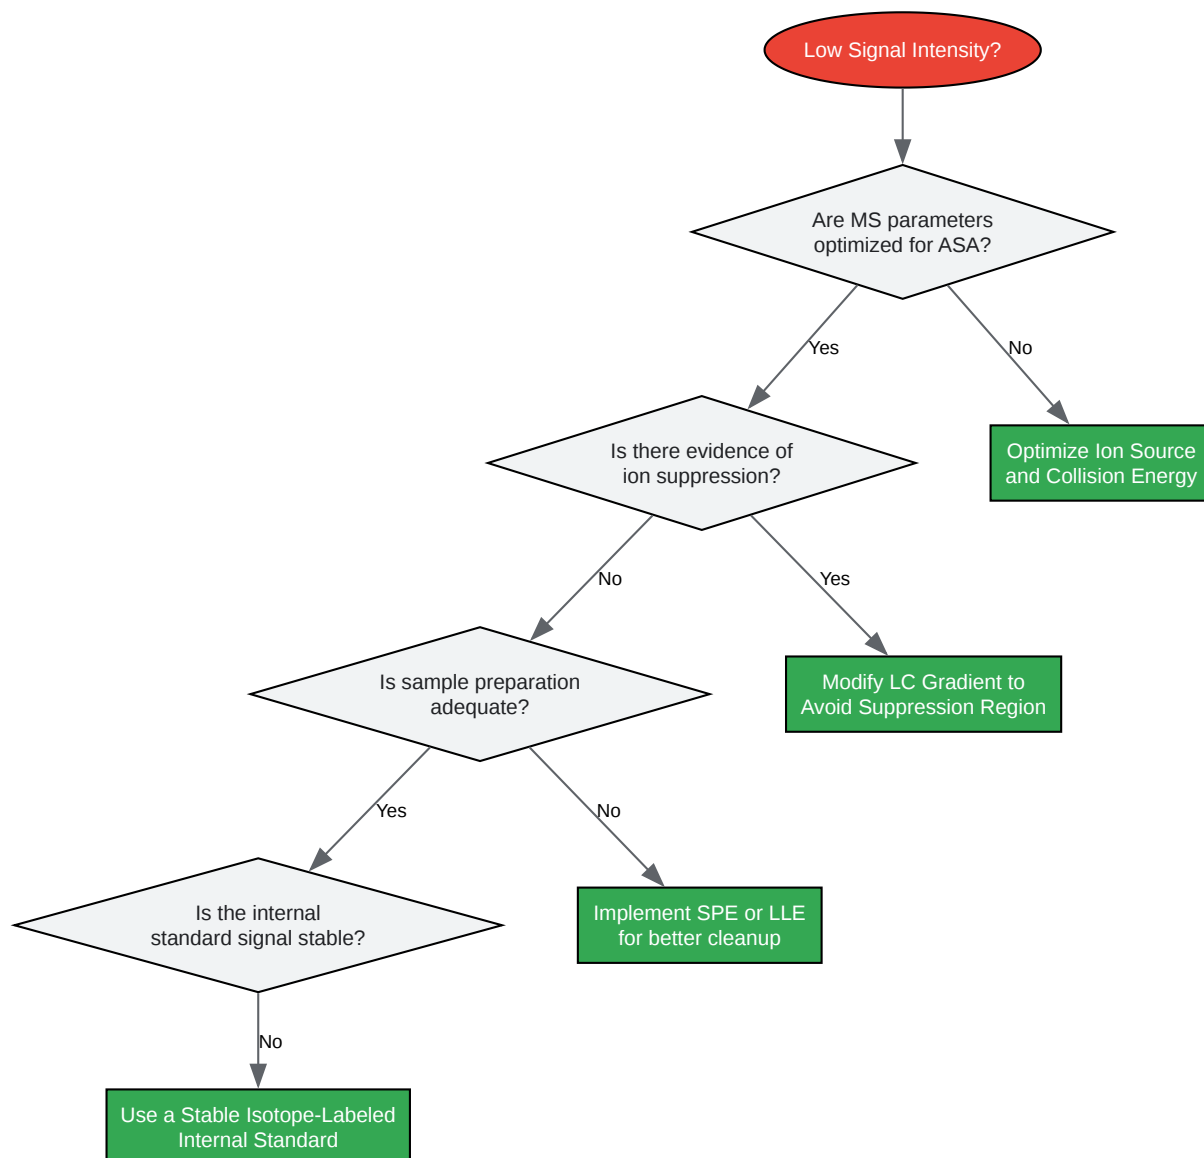 Low Signal Intensity?
Are MS parameters
optimized for ASA?
Yes
No
Is there evidence of
ion suppression?
Optimize Ion Source
and Collision Energy
No
Yes
Is sample preparation
adequate?
Modify LC Gradient to
Avoid Suppression Region
Yes
No
Is the internal
standard signal stable?
Implement SPE or LLE
for better cleanup
No
Use a Stable Isotope-Labeled
Internal Standard